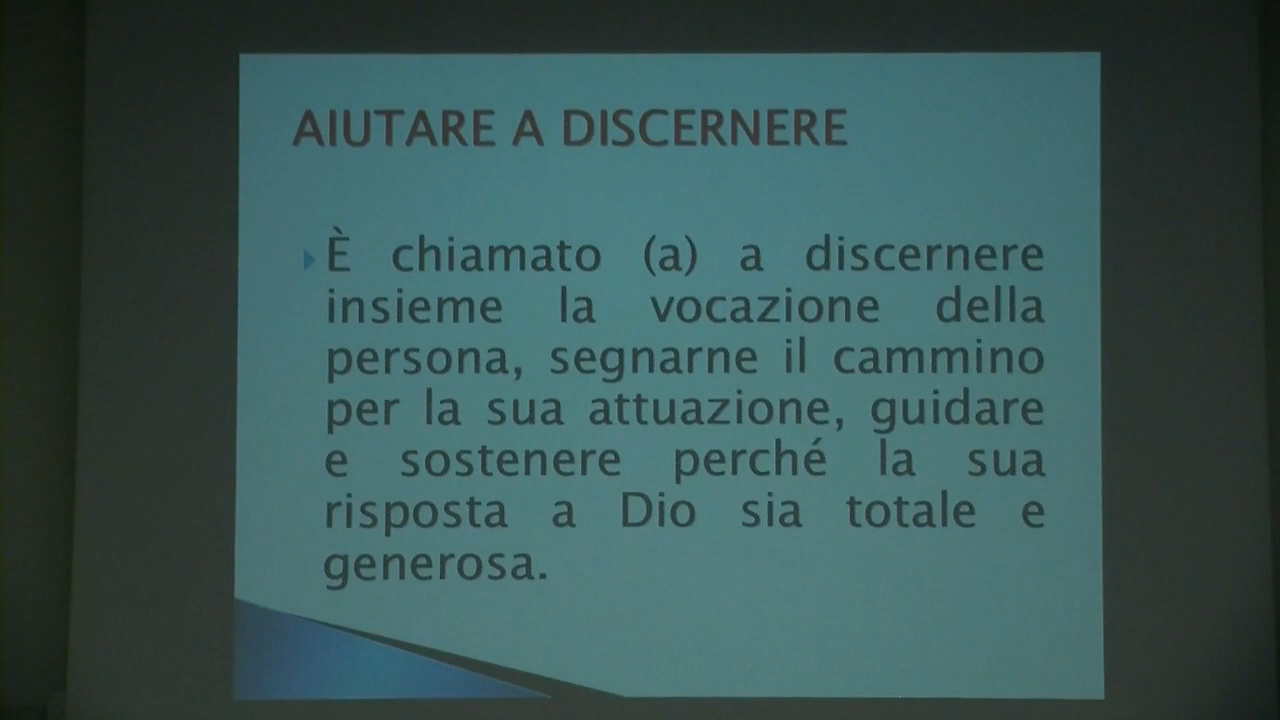 AIUTARE A DISCERNERE
È chiamato (a) a discernere
insieme la vocazione della
persona, segnarne il cammino
per la sua attuazione, guidare
e sostenere perché la sua
risposta a Dio sia totale e
generosa.